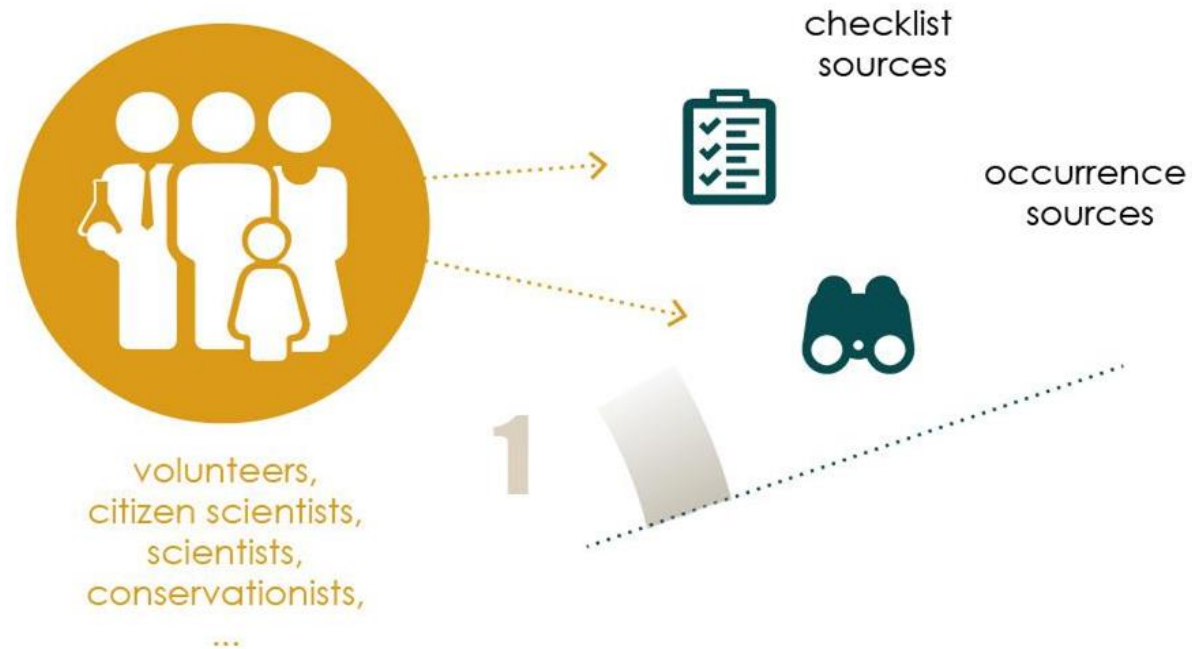 checklist
sources
occurrence
sources
1
volunteers,
citizen scientists,
scientists,
conservationists,
...